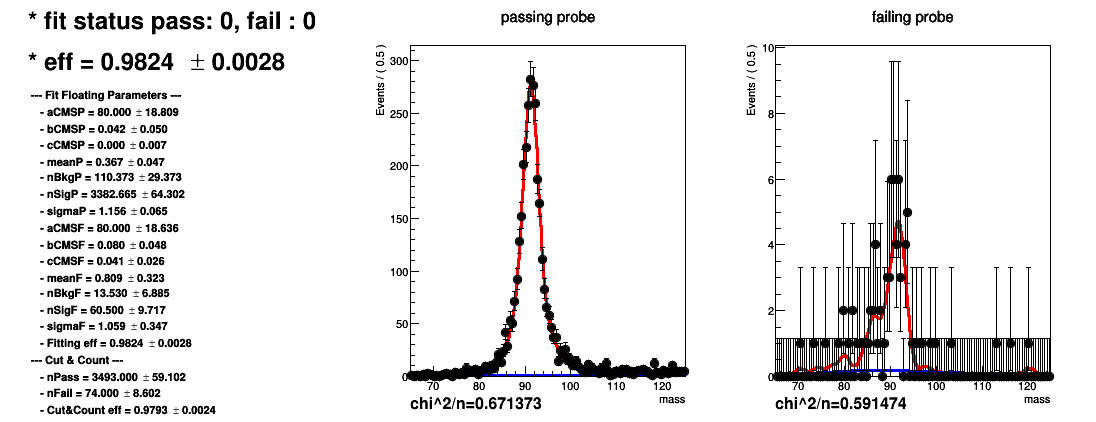 * fit status pass: 0, fail : 0
* eff = 0.9824 ± 0.0028
--- Fit Floating Parameters ---
- aCMSP = 80.000 ± 18.809
- bCMSP = 0.042 ± 0.050
- cCMSP = 0.000 ± 0.007
- meanP = 0.367 ± 0.047
- nBkgP = 110.373 ± 29.373
- nSigP = 3382.665 ± 64.302
- sigmaP = 1.156 ± 0.065
- aCMSF = 80.000 ± 18.636
- bCMSF = 0.080 ± 0.048
- cCMSF = 0.041 ± 0.026
- meanF = 0.809 ± 0.323
- nBkgF = 13.530 ± 6.885
- nSigF = 60.500 ± 9.717
- sigmaF = 1.059 ± 0.347
- Fitting eff = 0.9824 ± 0.0028
--- Cut & Count ---
- nPass = 3493.000 ± 59.102
- nFail = 74.000 ± 8.602
- Cut&Count eff = 0.9793 ± 0.0024
passing probe
Events / ( 0.5 )
300
250
200
150
100
50
0
70 80 90 100 110 120
mass
chi^2/n=0.671373
failing probe
Events / ( 0.5 )
10
8
6
4
2
0
70 80 90 100 110 120
mass
chi^2/n=0.591474